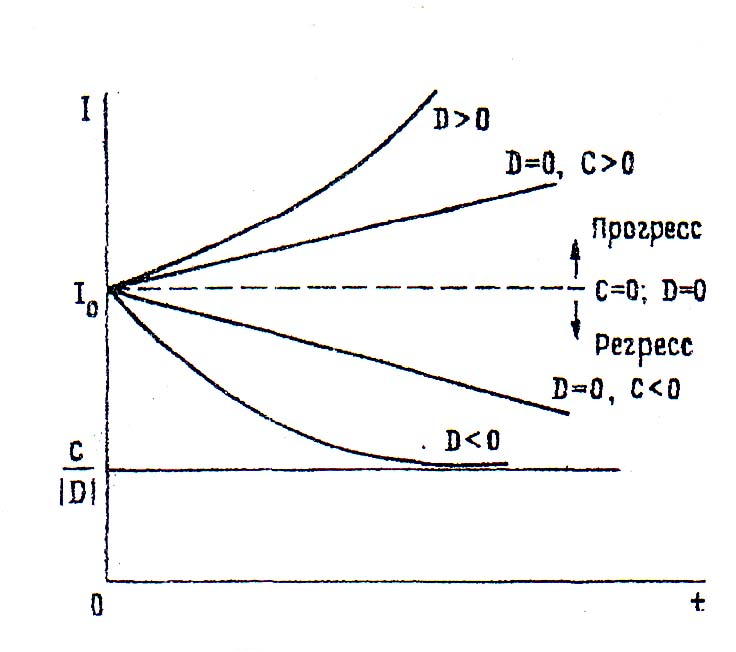 I
D>0
D=0, C>0
Прогресс
I₀
C=0; D=0
Регресс
D=0, C<0
D<0
C
|D|
0
t